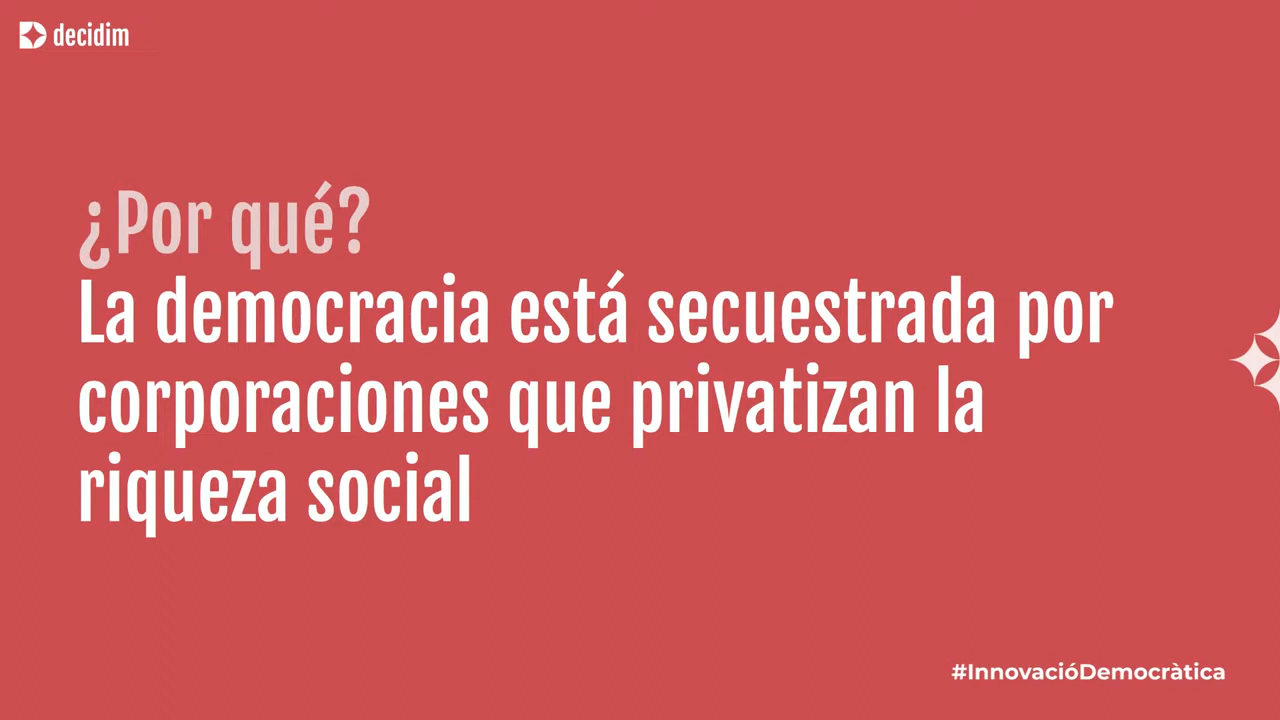 decidim
¿Por qué?
La democracia está secuestrada por
corporaciones que privatizan la
riqueza social
#InnovacióDemocràtica